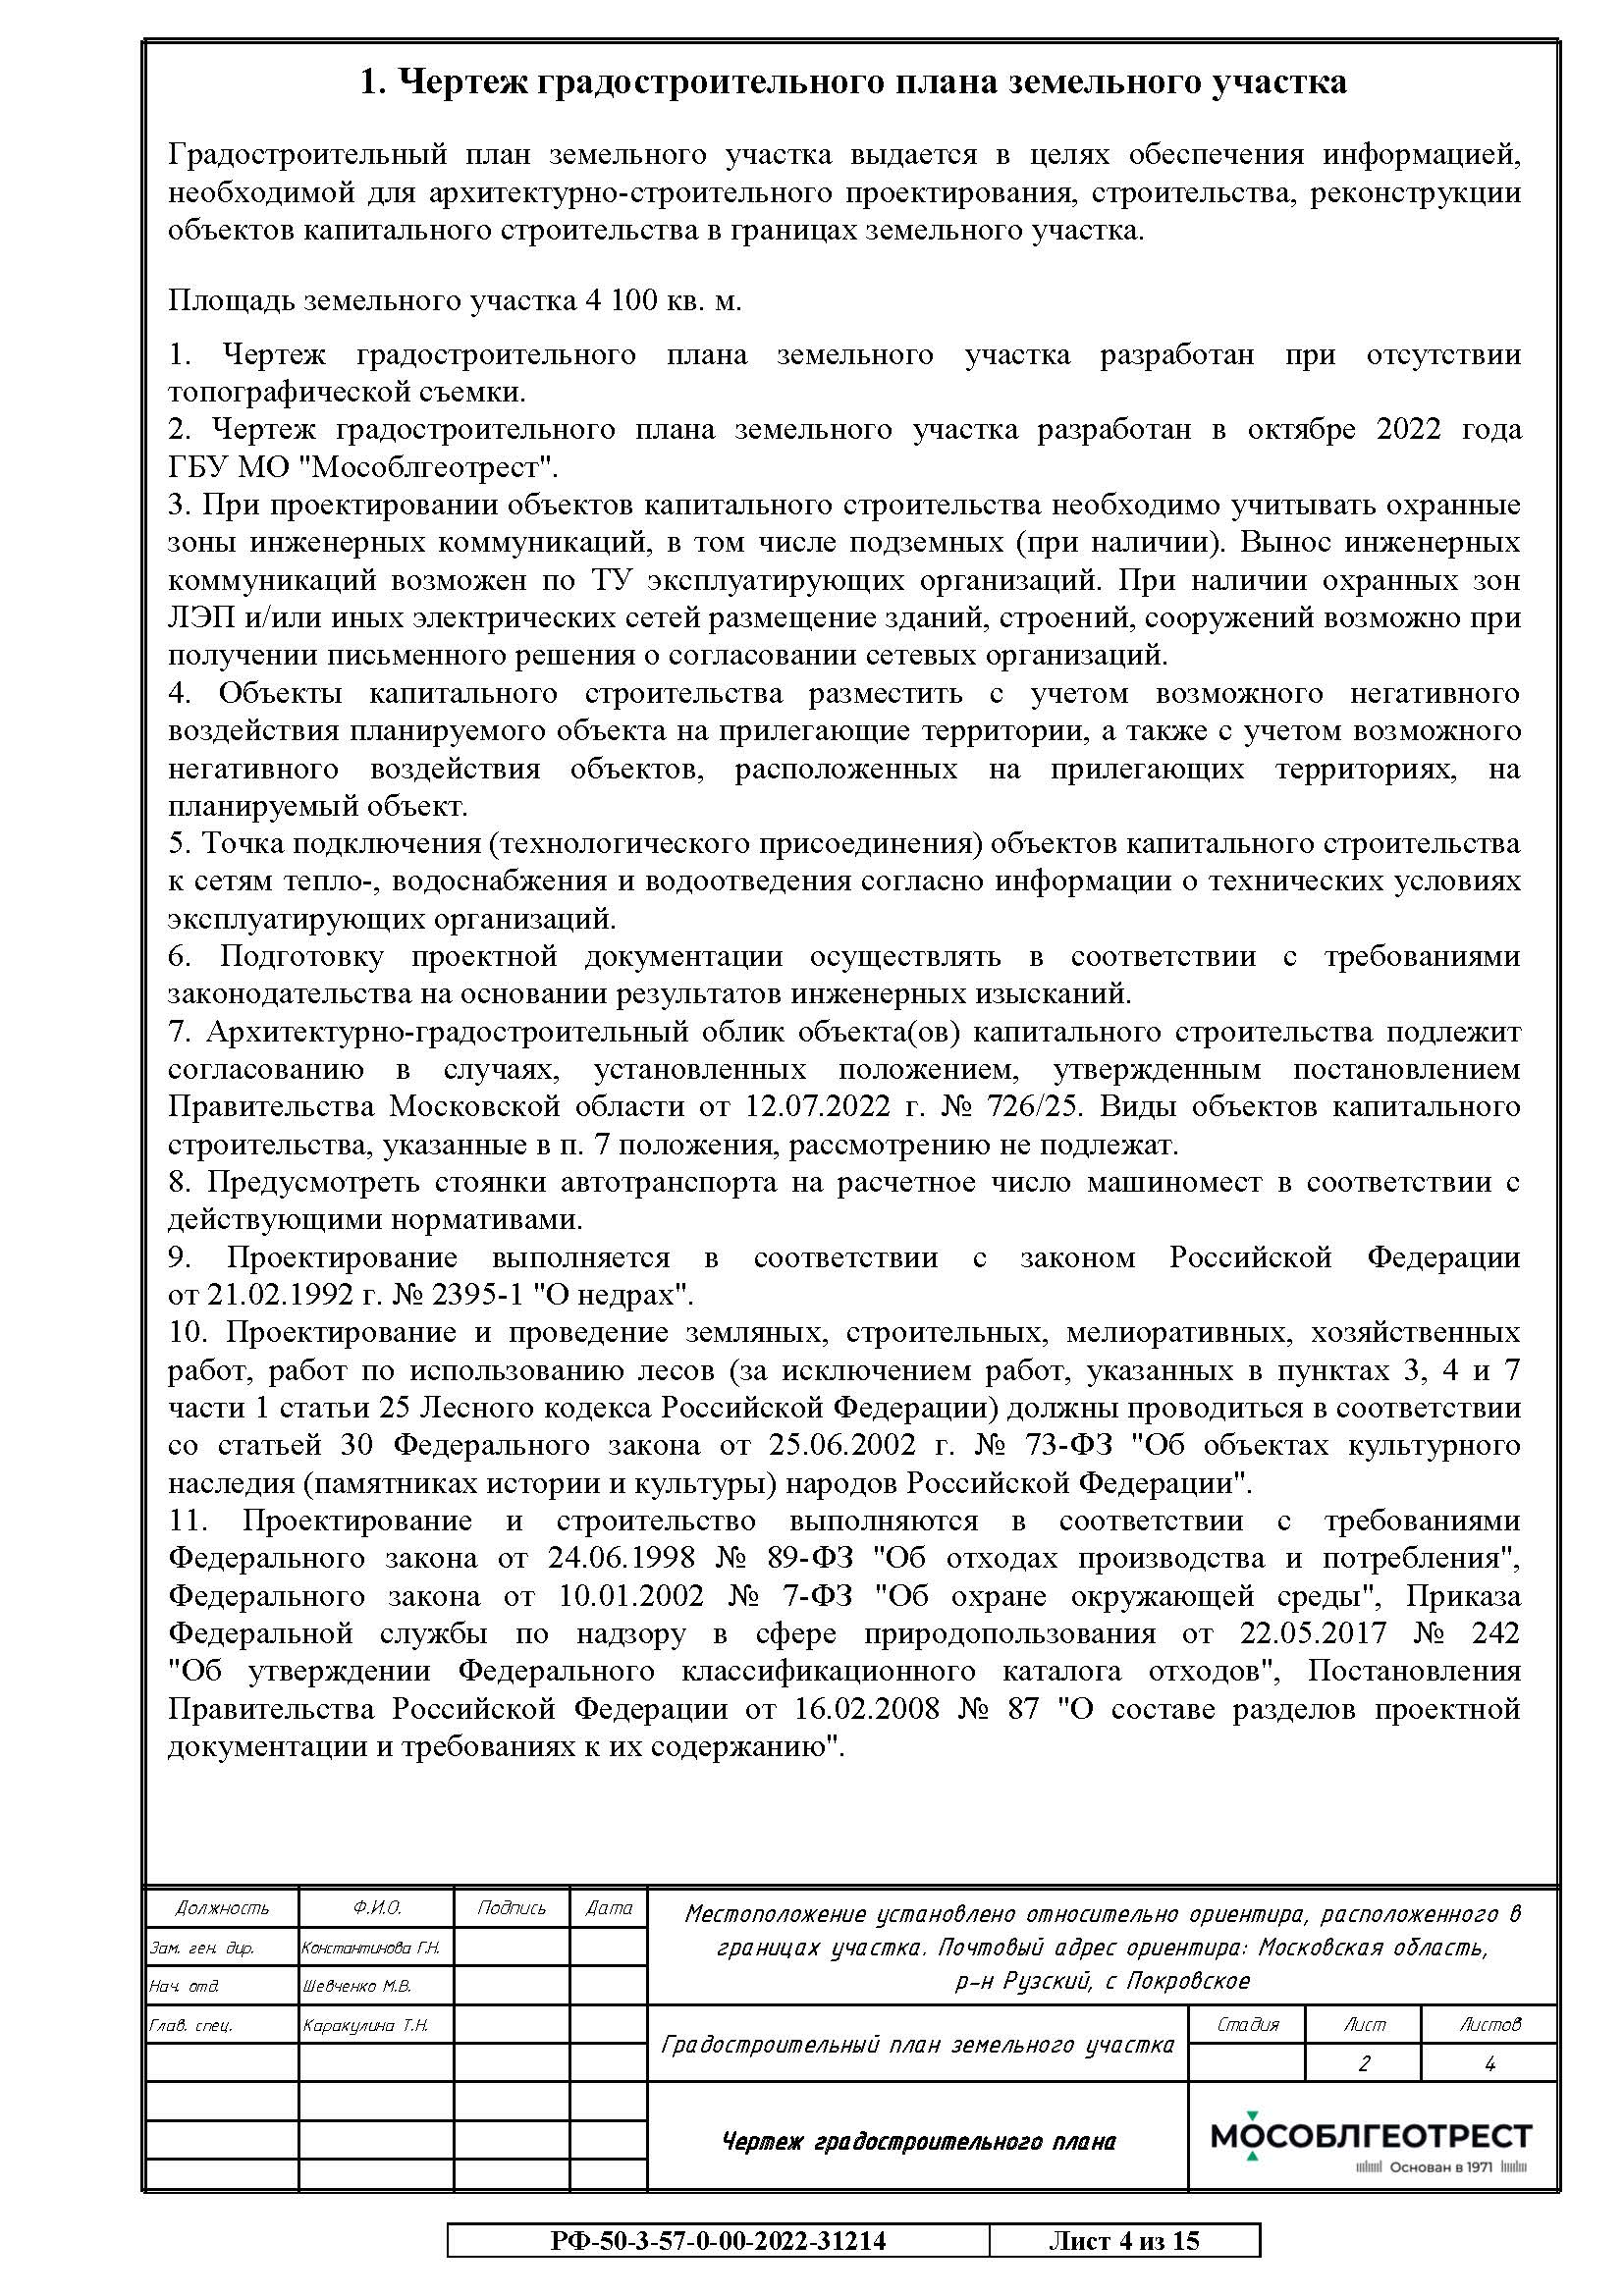 1. Чертеж градостроительного плана земельного участка
Градостроительный план земельного участка выдается в целях обеспечения информацией,
необходимой для архитектурно-строительного проектирования, строительства, реконструкции
объектов капитального строительства в границах земельного участка.
Площадь земельного участка 4 100 кв. м.
1. Чертеж градостроительного плана земельного участка разработан при отсутствии
топографической съемки.
2. Чертеж градостроительного плана земельного участка разработан в октябре 2022 года
ГБУ МО "Мособлгеотрест".
3. При проектировании объектов капитального строительства необходимо учитывать охранные
зоны инженерных коммуникаций, в том числе подземных (при наличии). Вынос инженерных
коммуникаций возможен по ТУ эксплуатирующих организаций. При наличии охранных зон
ЛЭП и/или иных электрических сетей размещение зданий, строений, сооружений возможно при
получении письменного решения о согласовании сетевых организаций.
4. Объекты капитального строительства разместить с учетом возможного негативного
воздействия планируемого объекта на прилегающие территории, а также с учетом возможного
негативного воздействия объектов, расположенных на прилегающих территориях, на
планируемый объект.
5. Точка подключения (технологического присоединения) объектов капитального строительства
к сетям тепло-, водоснабжения и водоотведения согласно информации о технических условиях
эксплуатирующих организаций.
6. Подготовку проектной документации осуществлять в соответствии с требованиями
законодательства на основании результатов инженерных изысканий.
7. Архитектурно-градостроительный облик объекта(ов) капитального строительства подлежит
согласованию в случаях, установленных положением, утвержденным постановлением
Правительства Московской области от 12.07.2022 г. № 726/25. Виды объектов капитального
строительства, указанные в п. 7 положения, рассмотрению не подлежат.
8. Предусмотреть стоянки автотранспорта на расчетное число машиномест в соответствии с
действующими нормативами.
9. Проектирование выполняется в соответствии с законом Российской Федерации
от 21.02.1992 г. № 2395-1 "О недрах".
10. Проектирование и проведение земляных, строительных, мелиоративных, хозяйственных
работ, работ по использованию лесов (за исключением работ, указанных в пунктах 3, 4 и 7
части 1 статьи 25 Лесного кодекса Российской Федерации) должны проводиться в соответствии
со статьей 30 Федерального закона от 25.06.2002 г. № 73-ФЗ "Об объектах культурного
наследия (памятниках истории и культуры) народов Российской Федерации".
11. Проектирование и строительство выполняются в соответствии с требованиями
Федерального закона от 24.06.1998 № 89-ФЗ "Об отходах производства и потребления",
Федерального закона от 10.01.2002 № 7-ФЗ "Об охране окружающей среды", Приказа
Федеральной службы по надзору в сфере природопользования от 22.05.2017 № 242
"Об утверждении Федерального классификационного каталога отходов", Постановления
Правительства Российской Федерации от 16.02.2008 № 87 "О составе разделов проектной
документации и требованиях к их содержанию".
Должность Ф.И.О. Подпись Дата
Зам. ген. дир. Константинова Г.Н.
Нач. отд. Шевченко М.В.
Глав. спец. Каракулина Т.Н.
Местоположение установлено относительно ориентира, расположенного в
границах участка. Почтовый адрес ориентира: Московская область,
р-н Рузский, с Покровское
Градостроительный план земельного участка
Стадия Лист Листов
2 4
Чертеж градостроительного плана
МОСОБЛГЕОТРЕСТ
Основан в 1971
РФ-50-3-57-0-00-2022-31214 Лист 4 из 15